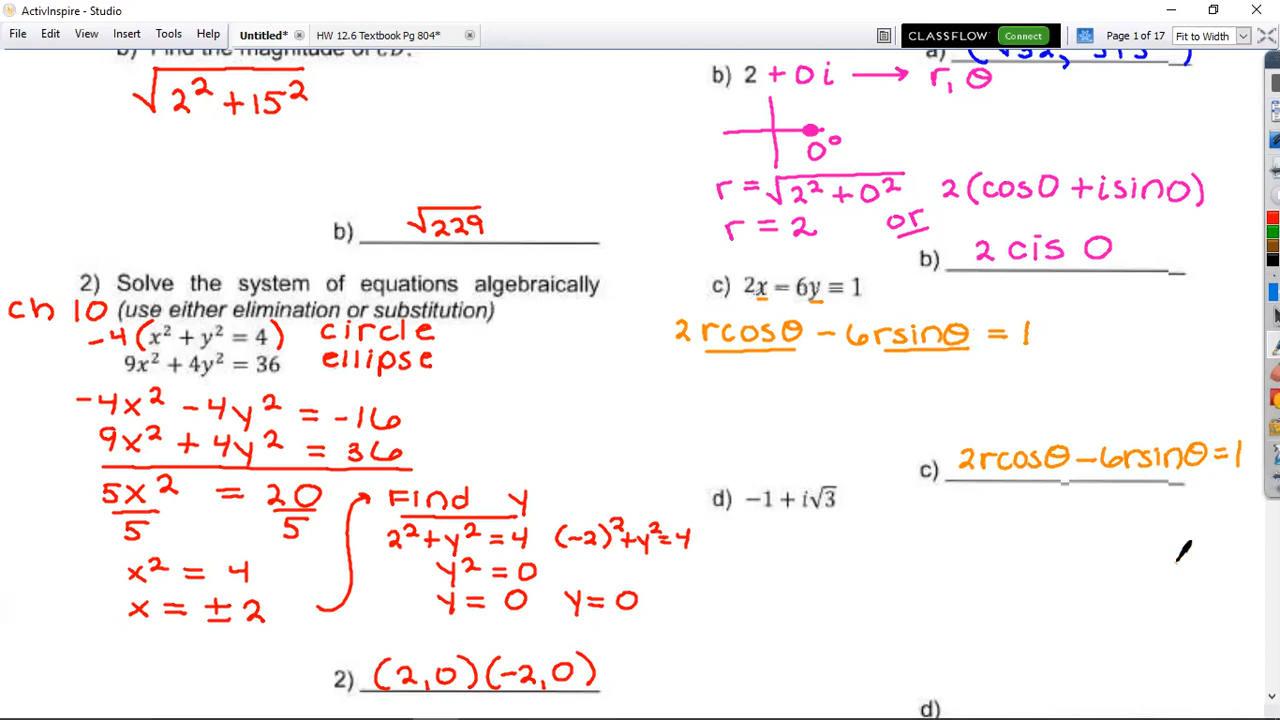 ActivInspire - Studio
File Edit View Insert Tools Help Untitled* HW 12.6 Textbook Pg 804* CLASSFLOW Connect Page 1 of 17 Fit to Width
b) Find the magnitude of CD.
√2² + 15²
b) √229
2) Solve the system of equations algebraically
(use either elimination or substitution)
ch 10
-4(x² + y² = 4) circle
9x² + 4y² = 36 ellipse
-4x² - 4y² = -16
9x² + 4y² = 36
5x² = 20
5 5
x² = 4
x = ±2
Find y
2² + y² = 4 (-2)² + y² = 4
y² = 0
y = 0 y = 0
2) (2,0)(-2,0)
a)
b) 2 + 0i → r, θ
0°
r = √2² + 0² 2(cos0 + isin0)
r = 2 or
b) 2 cis 0
c) 2x = 6y = 1
2rcosθ - 6rsinθ = 1
c) 2rcosθ - 6rsinθ = 1
d) −1 + i√3
d)